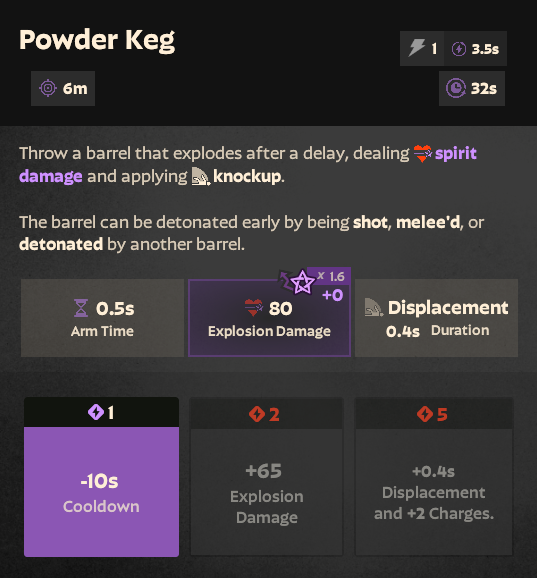 Powder Keg
1
3.5s
6m
32s
Throw a barrel that explodes after a delay, dealing spirit
damage and applying knockup.
The barrel can be detonated early by being shot, melee'd, or
detonated by another barrel.
x 1.6
+0
0.5s
Arm Time
80
Explosion Damage
Displacement
0.4s Duration
1
-10s
Cooldown
2
+65
Explosion
Damage
5
+0.4s
Displacement
and +2 Charges.